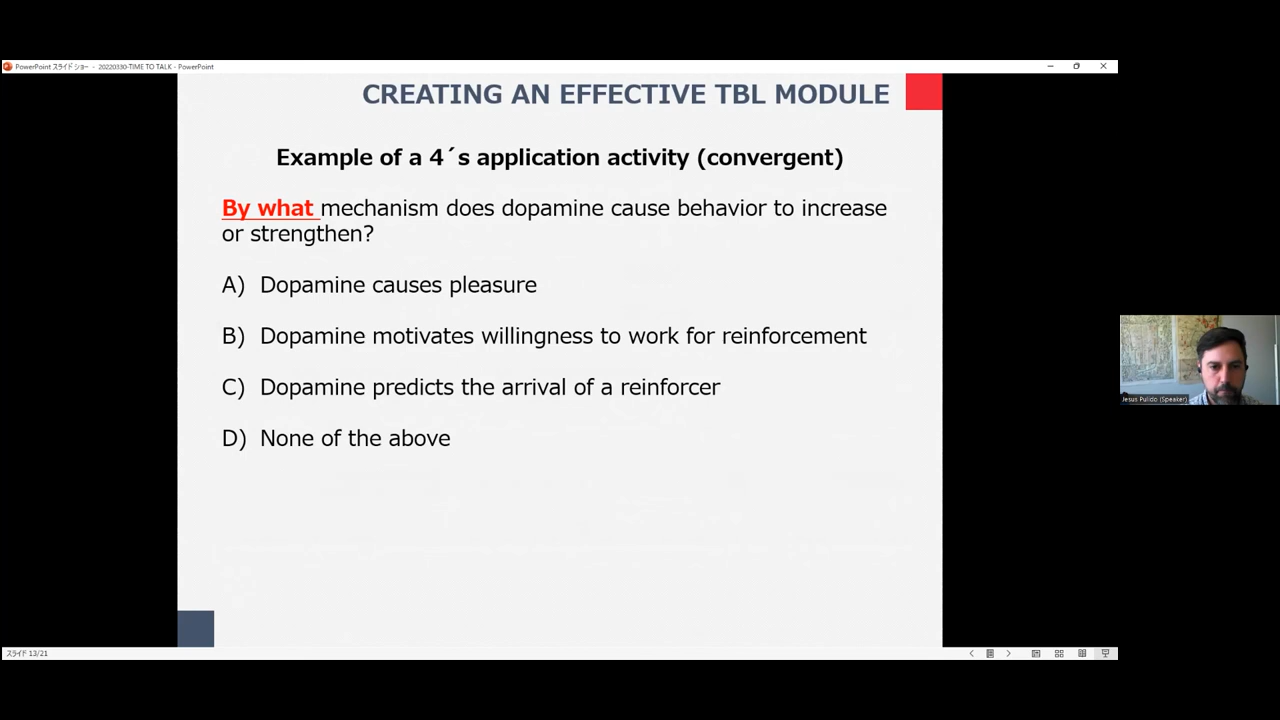 PowerPoint スライド ショー - 20220330-TIME TO TALK - PowerPoint
CREATING AN EFFECTIVE TBL MODULE
Example of a 4´s application activity (convergent)
By what mechanism does dopamine cause behavior to increase
or strengthen?
A) Dopamine causes pleasure
B) Dopamine motivates willingness to work for reinforcement
C) Dopamine predicts the arrival of a reinforcer
D) None of the above
Jesus Pulido (Speaker)
スライド 13/21